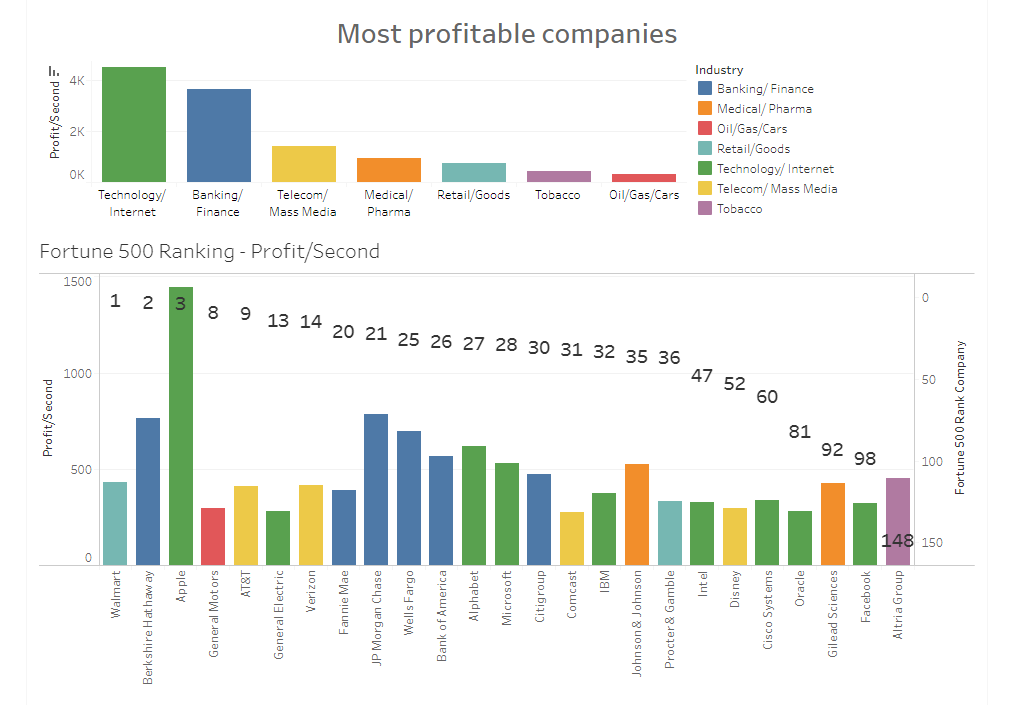 Most profitable companies
Profit/Second
4K
2K
0K
Technology/
Internet
Banking/
Finance
Telecom/
Mass Media
Medical/
Pharma
Retail/Goods
Tobacco
Oil/Gas/Cars
Industry
Banking/ Finance
Medical/ Pharma
Oil/Gas/Cars
Retail/Goods
Technology/ Internet
Telecom/ Mass Media
Tobacco
Fortune 500 Ranking - Profit/Second
Profit/Second
1500
1000
500
0
1
2
3
8
9
13
14
20
21
25
26
27
28
30
31
32
35
36
47
52
60
81
92
98
148
0
50
100
150
Fortune 500 Rank Company
Walmart
Berkshire Hathaway
Apple
General Motors
AT&T
General Electric
Verizon
Fannie Mae
JP Morgan Chase
Wells Fargo
Bank of America
Alphabet
Microsoft
Citigroup
Comcast
IBM
Johnson & Johnson
Procter & Gamble
Intel
Disney
Cisco Systems
Oracle
Gilead Sciences
Facebook
Altria Group